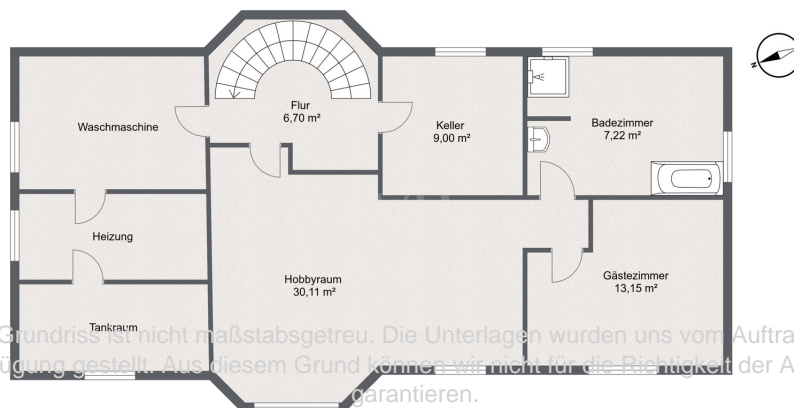 Flur
6,70 m²
Waschmaschine
Keller
9,00 m²
Badezimmer
7,22 m²
N
Heizung
Hobbyraum
30,11 m²
Gästezimmer
13,15 m²
Tankraum
Grundriss ist nicht maßstabsgetreu. Die Unterlagen wurden uns vom Auftra
ügung gestellt. Aus diesem Grund können wir nicht für die Richtigkeit der A
garantieren.